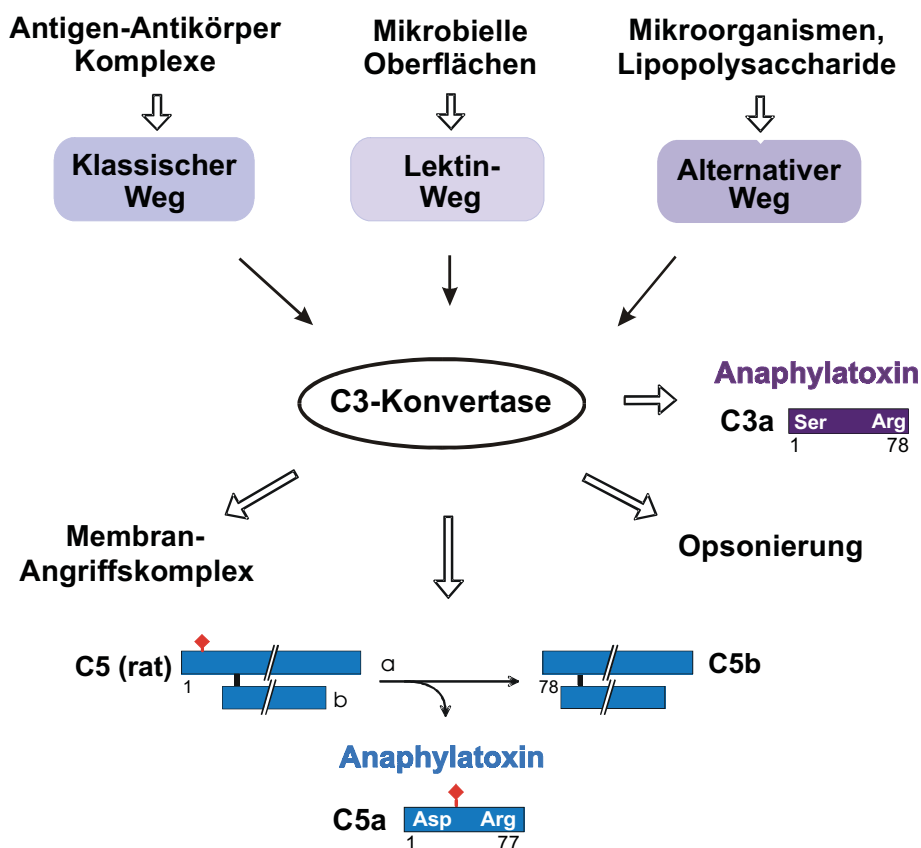 Antigen-Antikörper
Komplexe
Mikrobielle
Oberflächen
Mikroorganismen,
Lipopolysaccharide
Klassischer
Weg
Lektin-
Weg
Alternativer
Weg
C3-Konvertase
Anaphylatoxin
C3a
Ser Arg
1 78
Membran-
Angriffskomplex
Opsonierung
C5 (rat)
1
a
b
78
C5b
Anaphylatoxin
C5a
Asp Arg
1 77